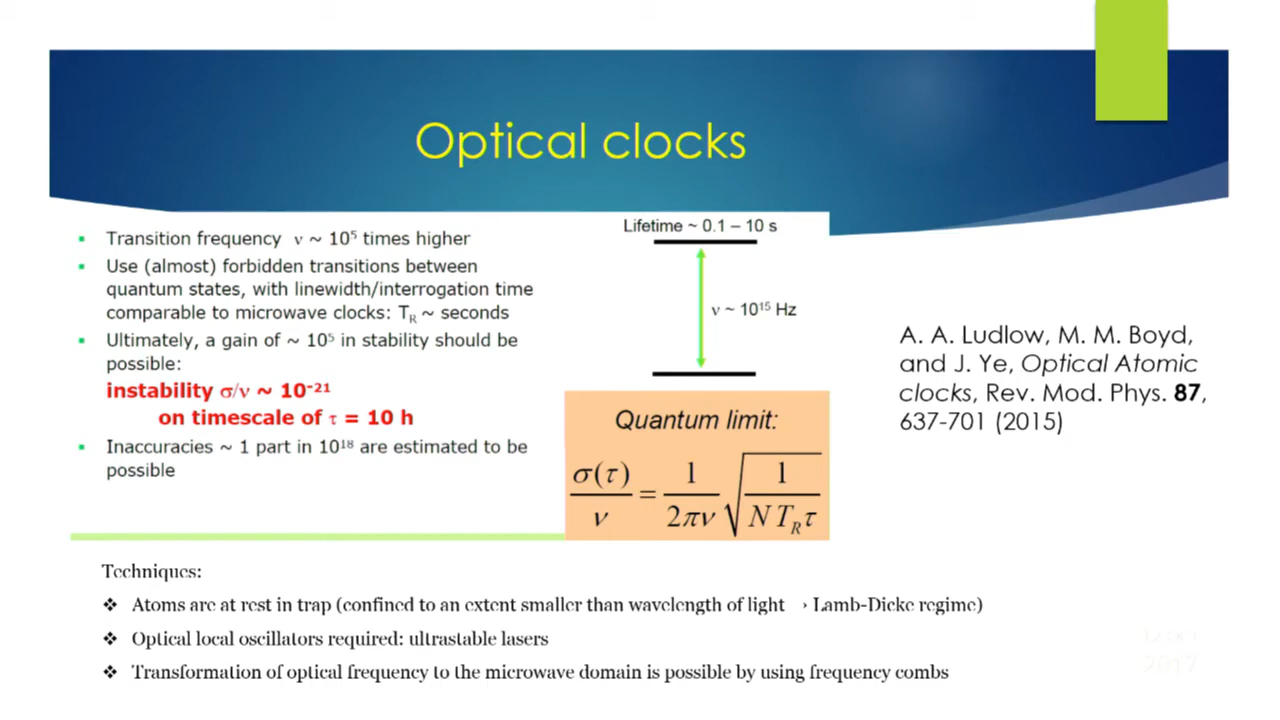 Optical clocks
Transition frequency ν ~ 10⁵ times higher
Use (almost) forbidden transitions between
quantum states, with linewidth/interrogation time
comparable to microwave clocks: T_R ~ seconds
Ultimately, a gain of ~ 10⁵ in stability should be
possible:
instability σ/ν ~ 10⁻²¹
on timescale of τ = 10 h
Inaccuracies ~ 1 part in 10¹⁸ are estimated to be
possible
Lifetime ~ 0.1 – 10 s
ν ~ 10¹⁵ Hz
Quantum limit:
σ(τ)/ν = 1/(2πν) √(1/(N T_R τ))
A. A. Ludlow, M. M. Boyd,
and J. Ye, Optical Atomic
clocks, Rev. Mod. Phys. 87,
637-701 (2015)
Techniques:
❖ Atoms are at rest in trap (confined to an extent smaller than wavelength of light → Lamb-Dicke regime)
❖ Optical local oscillators required: ultrastable lasers
❖ Transformation of optical frequency to the microwave domain is possible by using frequency combs
2017